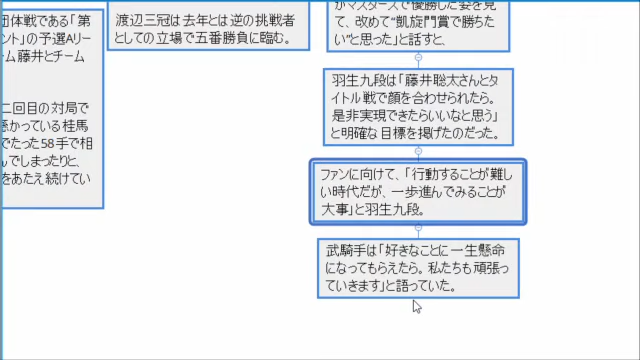 団体戦である「第
ント」の予選Aリー
ーム藤井とチーム
二回目の対局で
懸かっている桂馬
でたった58手で相
んでしまったりと、
をあたえ続けてい
渡辺三冠は去年とは逆の挑戦者
としての立場で五番勝負に臨む。
がマスターズで優勝した姿を見
て、改めて“凱旋門賞で勝ちた
い”と思った」と話すと、
羽生九段は「藤井聡太さんとタ
イトル戦で顔を合わせられたら。
是非実現できたらいいなと思う」
と明確な目標を掲げたのだった。
ファンに向けて、「行動することが難し
い時代だが、一歩進んでみることが
大事」と羽生九段。
武騎手は「好きなことに一生懸命
になってもらえたら。私たちも頑張っ
ていきます」と語っていた。